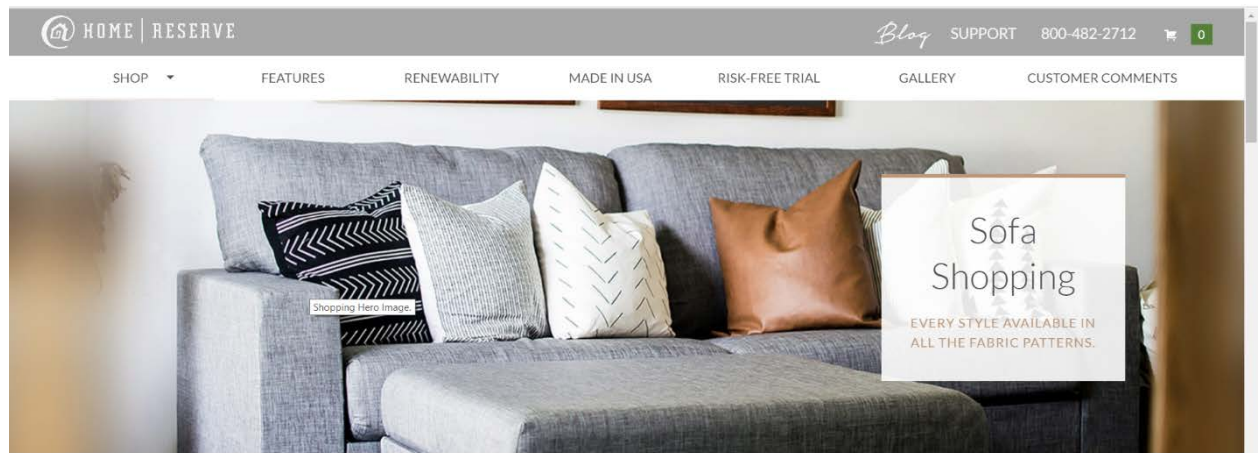 @ HOME | RESERVE
Blog SUPPORT 800-482-2712 0
SHOP FEATURES RENEWABILITY MADE IN USA RISK-FREE TRIAL GALLERY CUSTOMER COMMENTS
Sofa
Shopping
EVERY STYLE AVAILABLE IN
ALL THE FABRIC PATTERNS.
Shopping Hero Image.